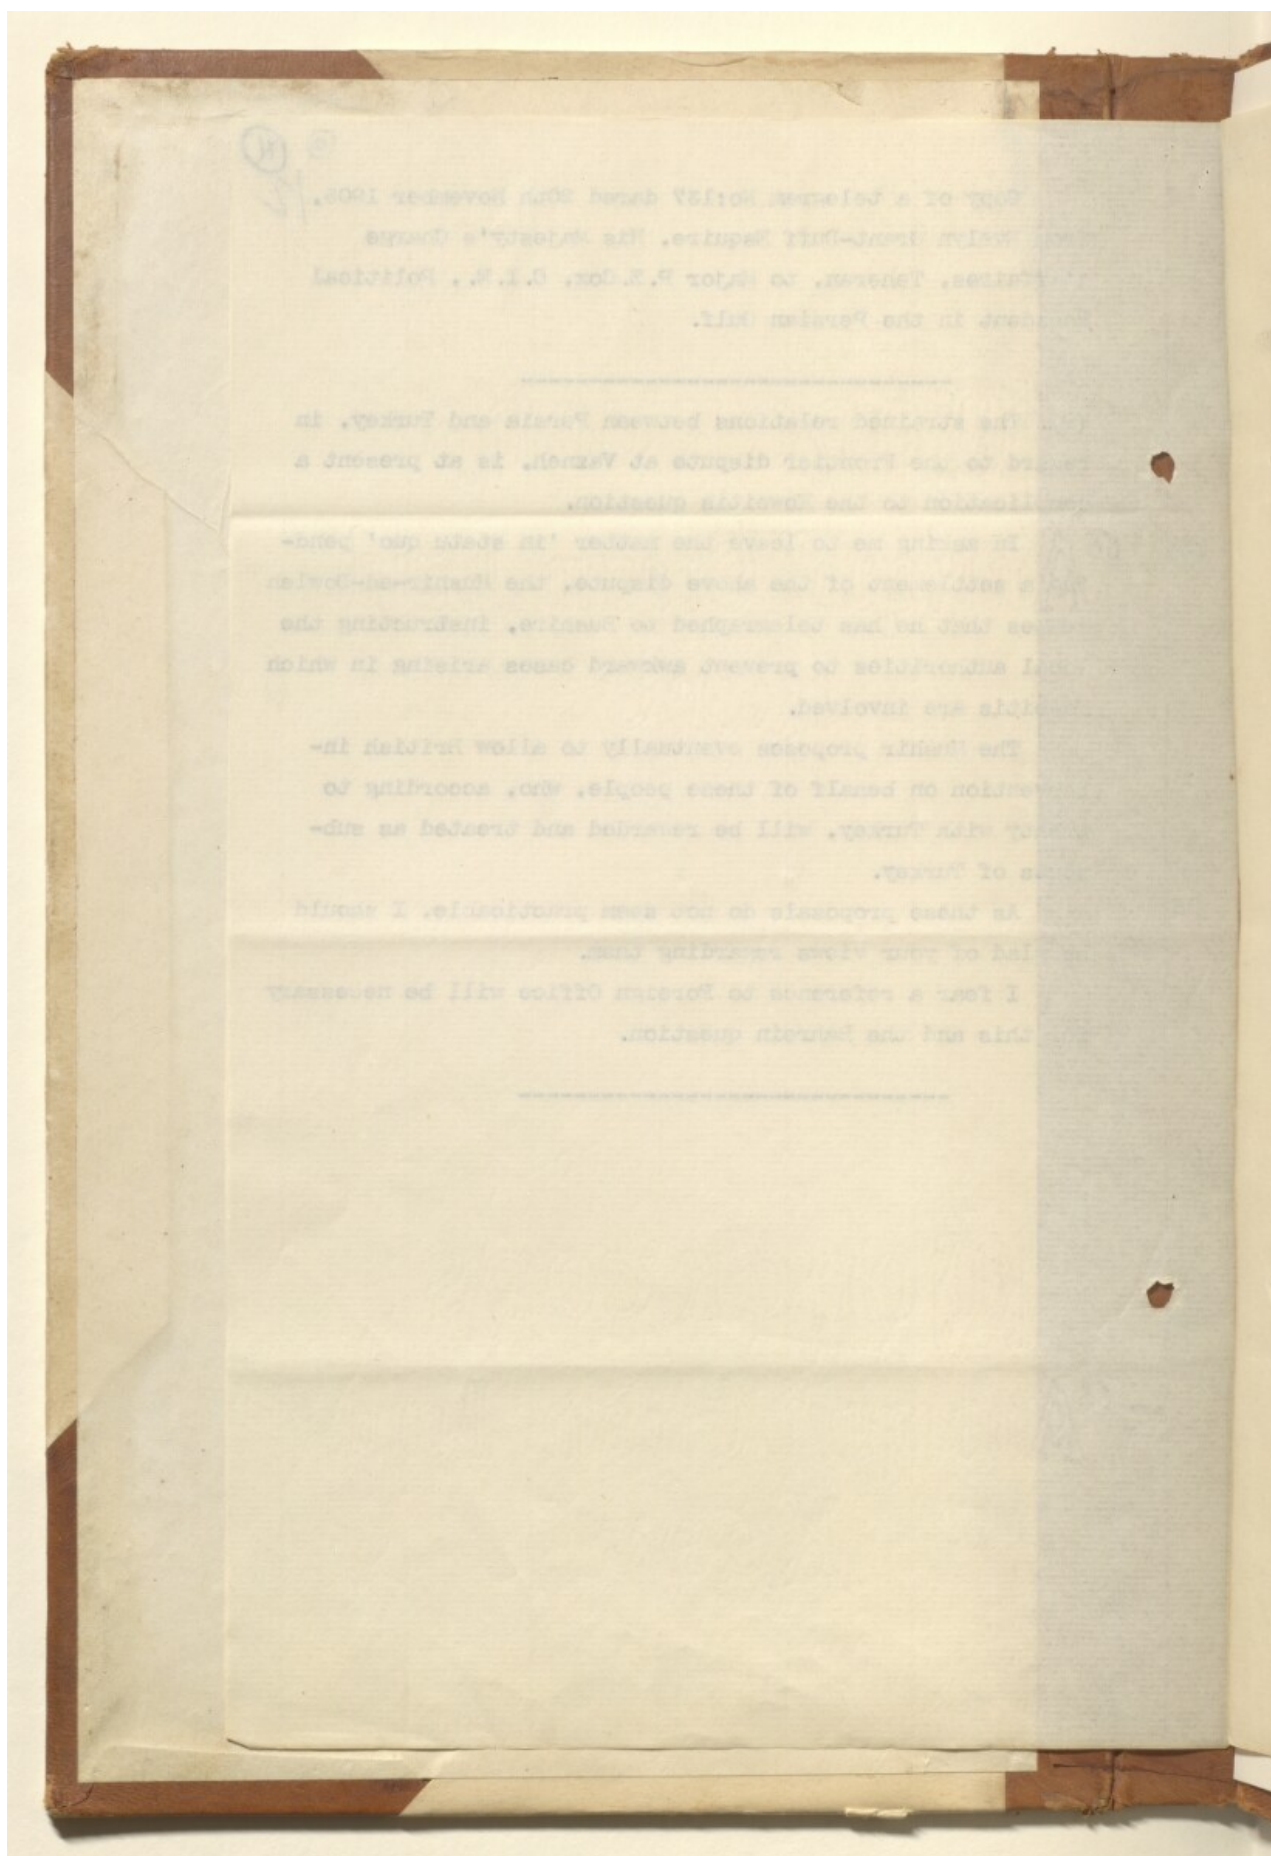 Copy of a telegram No:137 dated 20th November 1905,
Evelyn Grant-Duff Esquire, His Majesty's Charge
d'Affaires, Teheran, to Major P.Z.Cox, C.I.E., Political
Resident in the Persian Gulf.
The strained relations between Persia and Turkey, in
regard to the Frontier dispute at Vazneh, is at present a
complication to the Koweitis question.
In asking me to leave the matter 'in statu quo' pend-
ing a settlement of the above dispute, the Mushir-ed-Dowleh
that he has telegraphed to Bushire, instructing the
local authorities to prevent awkward cases arising in which
Koweitis are involved.
The Mushir proposes eventually to allow British in-
tervention on behalf of these people, who, according to
treaty with Turkey, will be regarded and treated as sub-
jects of Turkey.
As these proposals do not seem practicable, I should
be glad of your views regarding them.
I fear a reference to Foreign Office will be necessary
this and the Bahrein question.